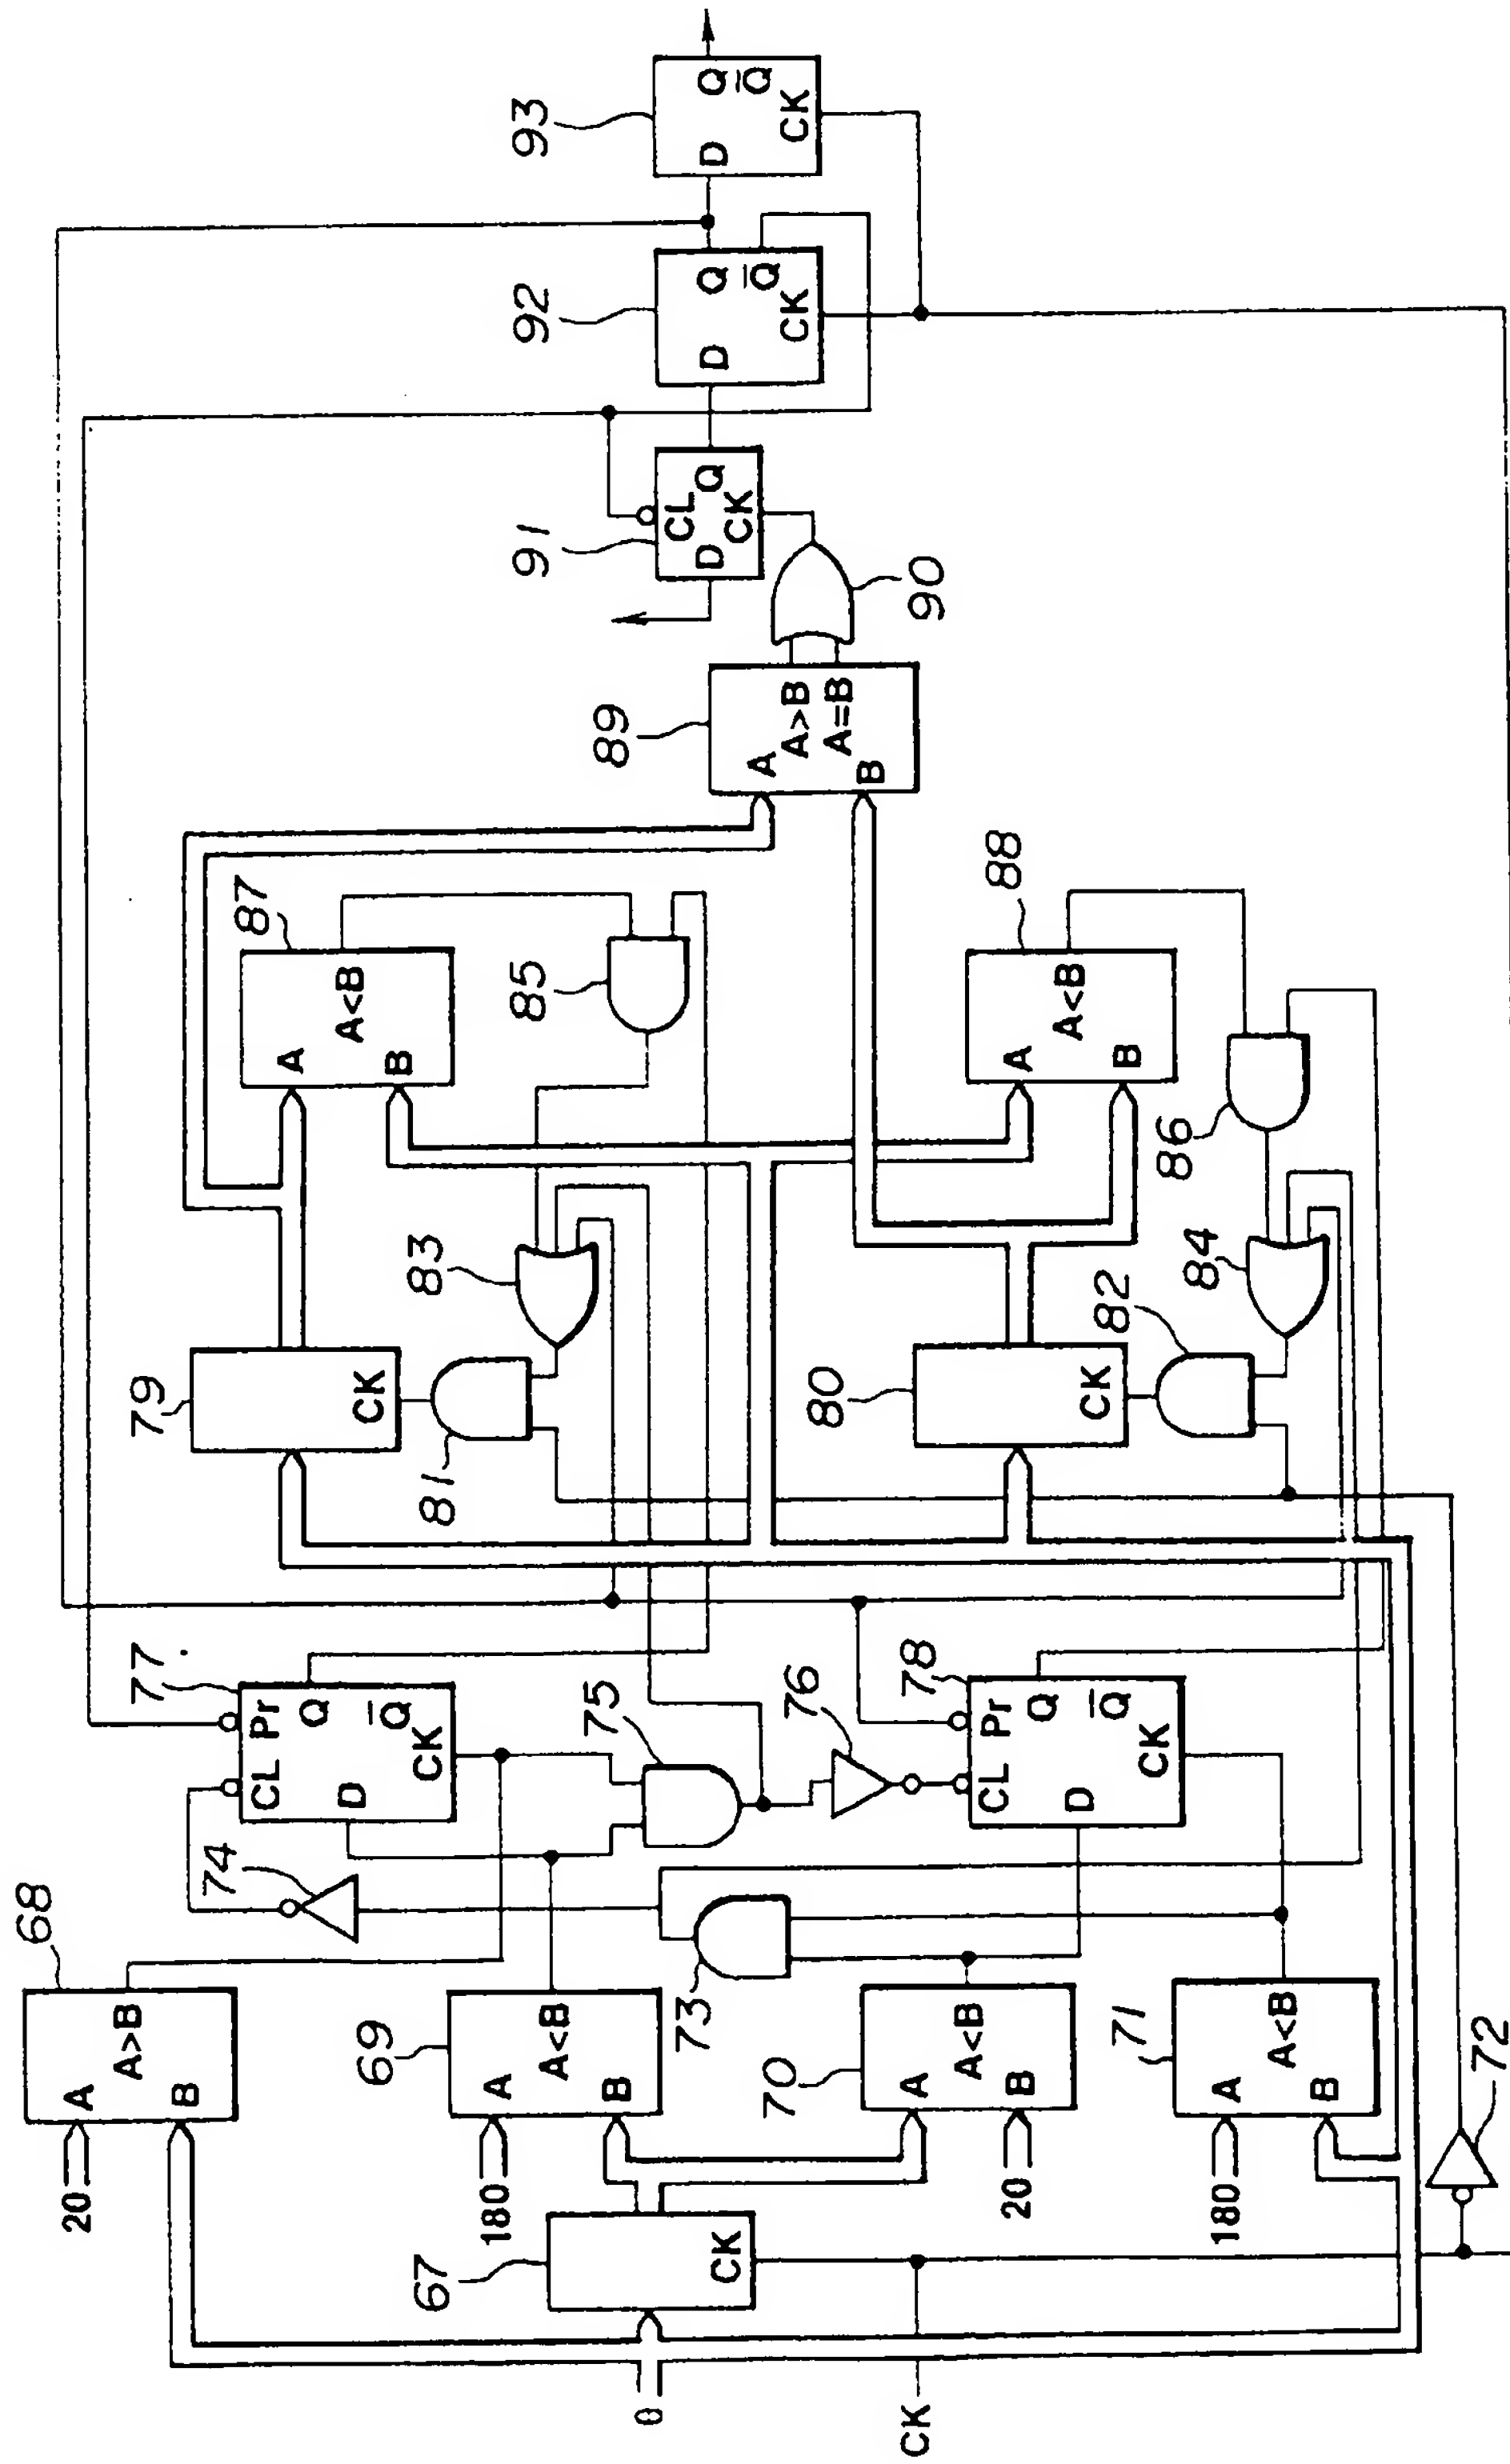 93
D Q Q̅ CK
92
D Q Q̅ CK
91
CL D Q CK
90
89
A A>B A=B B
87
A A<B B
85
88
A A<B B
86
83
84
79
CK
81
80
CK
82
77
CL Pr D Q Q̅ CK
75
76
78
CL Pr D Q Q̅ CK
74
73
68
20
A A>B B
69
180
A A<B B
70
A A<B B
20
71
180
A A<B B
72
67
CK
θ
CK